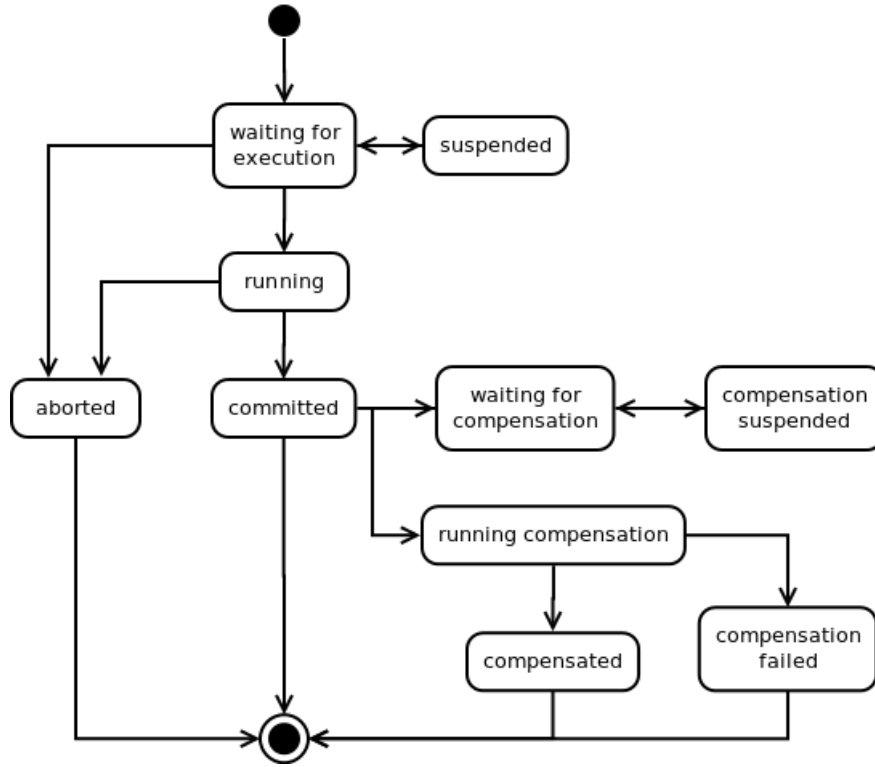 waiting for
execution
suspended
running
aborted
committed
waiting for
compensation
compensation
suspended
running compensation
compensated
compensation
failed